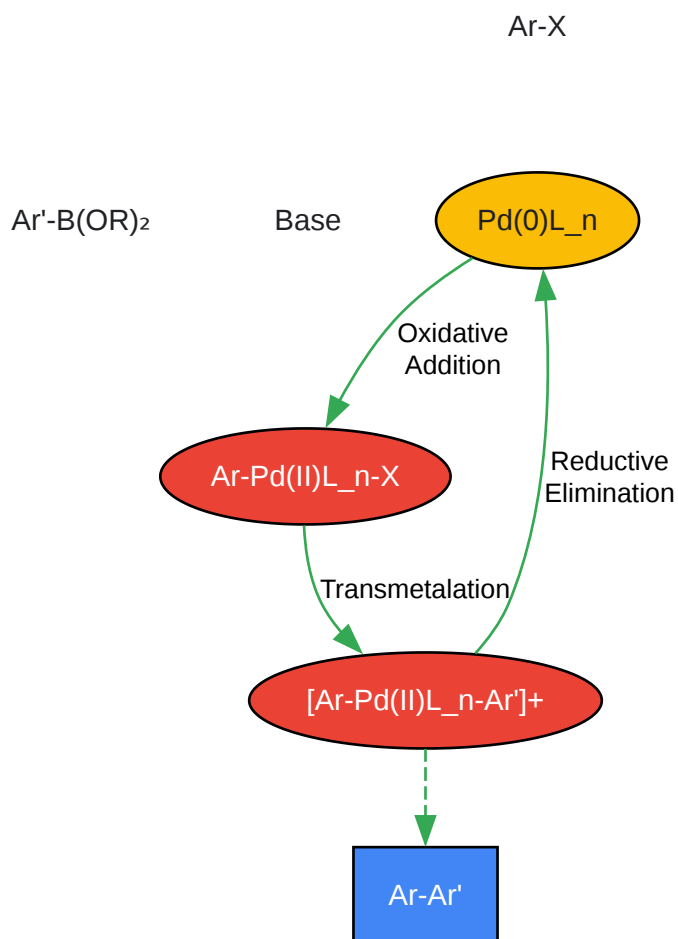 Ar-X
Ar'-B(OR)₂
Base
Pd(0)L_n
Oxidative
Addition
Ar-Pd(II)L_n-X
Reductive
Elimination
Transmetalation
[Ar-Pd(II)L_n-Ar']+
Ar-Ar'